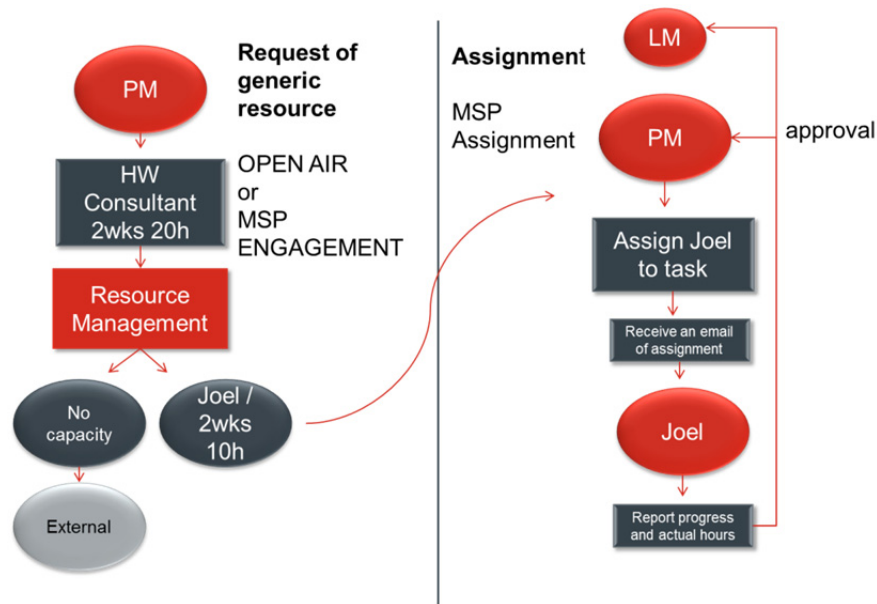 Request of
generic
resource
PM
HW
Consultant
2wks 20h
OPEN AIR
or
MSP
ENGAGEMENT
Resource
Management
No
capacity
Joel /
2wks
10h
External
Assignment
LM
MSP
Assignment
PM
approval
Assign Joel
to task
Receive an email
of assignment
Joel
Report progress
and actual hours